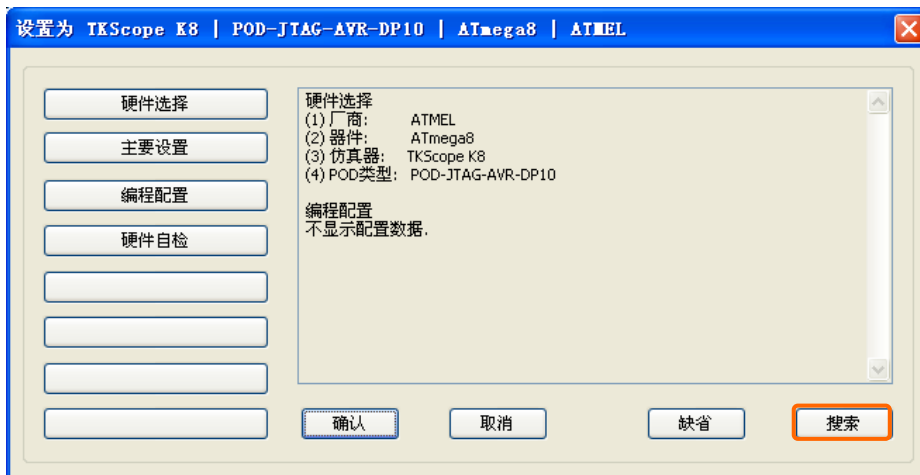 设置为 TKScope K8 | POD-JTAG-AVR-DP10 | ATmega8 | ATMEL
硬件选择
主要设置
编程配置
硬件自检
硬件选择
(1) 厂商: ATMEL
(2) 器件: ATmega8
(3) 仿真器: TKScope K8
(4) POD类型: POD-JTAG-AVR-DP10
编程配置
不显示配置数据.
确认 取消 缺省 搜索